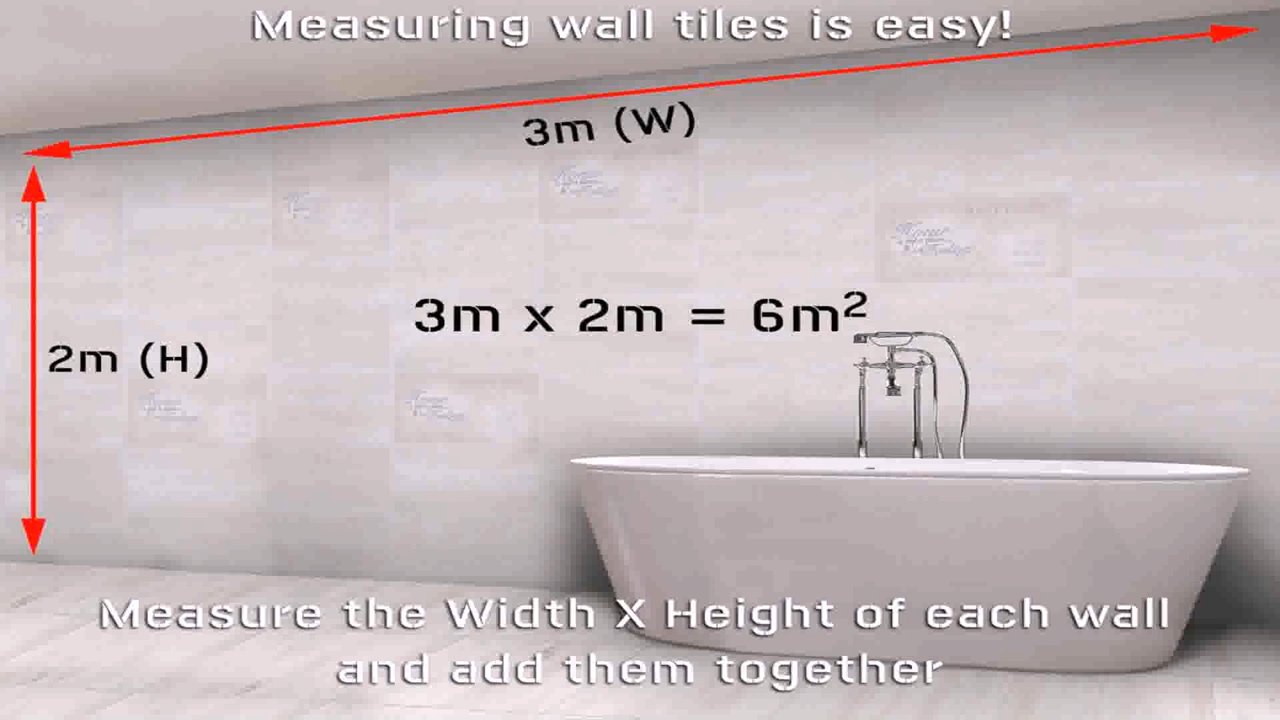 Measuring wall tiles is easy!
3m (W)
3m x 2m = 6m²
2m (H)
Measure the Width X Height of each wall
and add them together